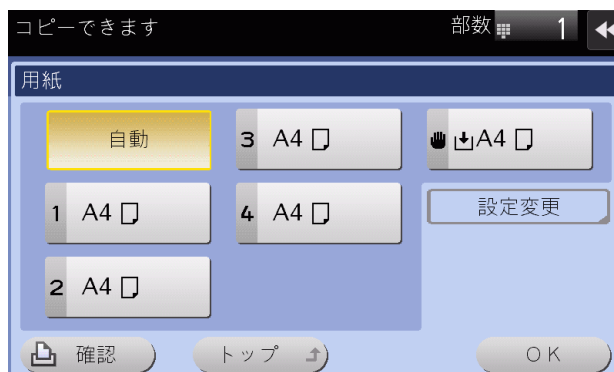 コピーできます 部数 1
用紙
自動 3 A4 A4
1 A4 4 A4 設定変更
2 A4
確認 トップ OK